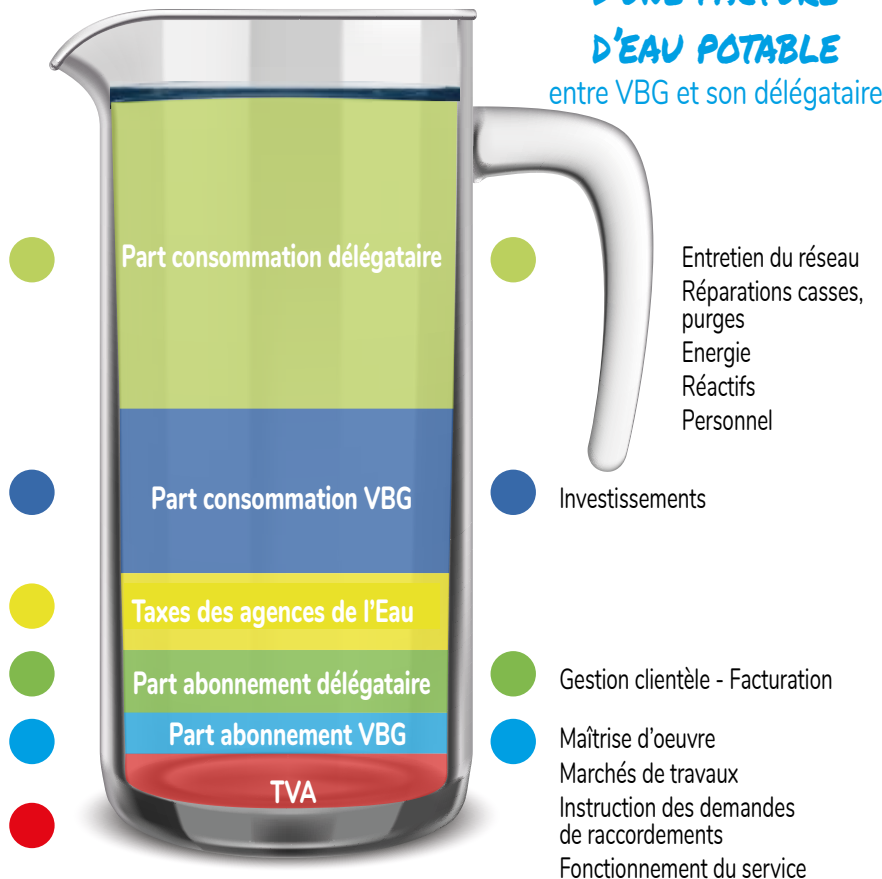 D'EAU POTABLE
entre VBG et son délégataire
Part consommation délégataire
Entretien du réseau
Réparations casses,
purges
Energie
Réactifs
Personnel
Part consommation VBG
Investissements
Taxes des agences de l'Eau
Part abonnement délégataire
Gestion clientèle - Facturation
Part abonnement VBG
Maîtrise d'oeuvre
Marchés de travaux
Instruction des demandes
de raccordements
Fonctionnement du service
TVA